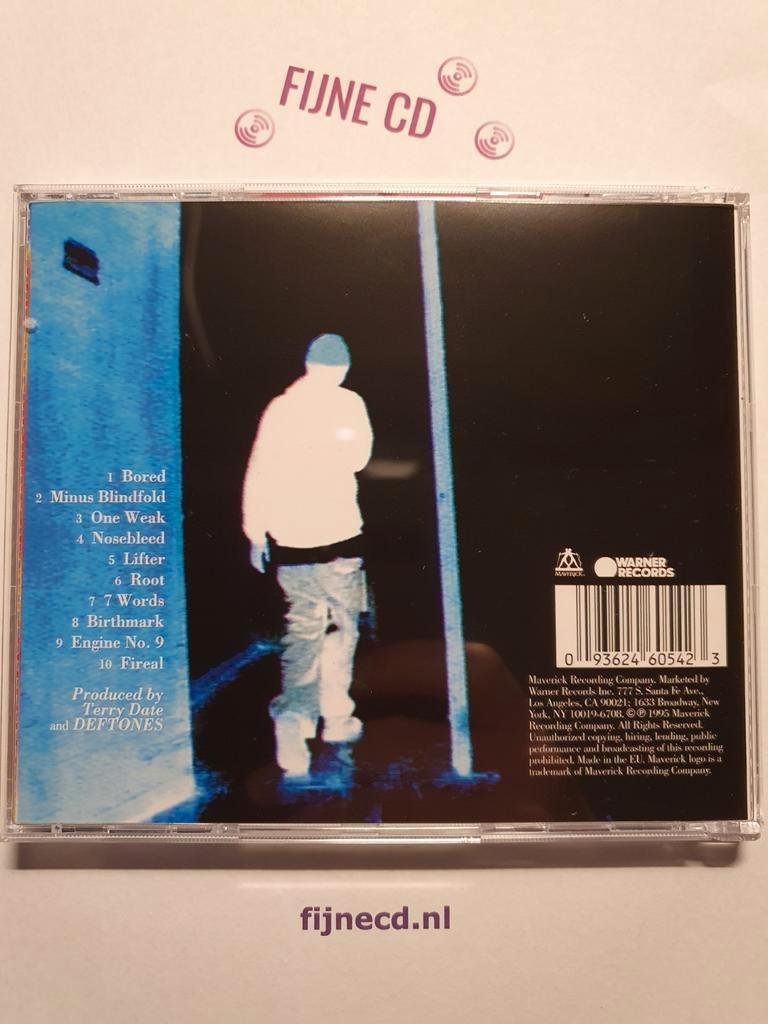 FIJNE CD
1 Bored
2 Minus Blindfold
3 One Weak
4 Nosebleed
5 Lifter
6 Root
7 7 Words
8 Birthmark
9 Engine No. 9
10 Fireal
Produced by
Terry Date
and DEFTONES
MAVERICK
WARNER
RECORDS
0 93624 60542 3
Maverick Recording Company. Marketed by
Warner Records Inc. 777 S. Santa Fe Ave.,
Los Angeles, CA 90021; 1633 Broadway, New
York, NY 10019-6708. © ℗ 1995 Maverick
Recording Company. All Rights Reserved.
Unauthorized copying, hiring, lending, public
performance and broadcasting of this recording
prohibited. Made in the EU. Maverick logo is a
trademark of Maverick Recording Company.
fijnecd.nl